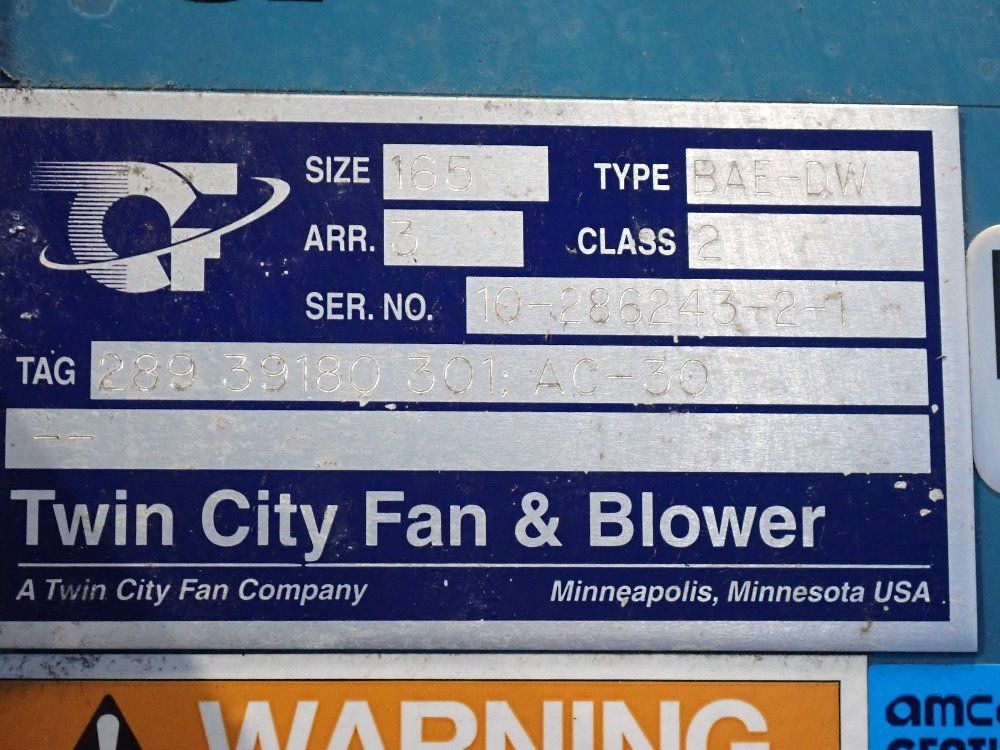 SIZE 165 TYPE BAE-DW
ARR. 3 CLASS 2
SER. NO. 10-286243-2-1
TAG 289 39180 301: AC-30
--
Twin City Fan & Blower
A Twin City Fan Company Minneapolis, Minnesota USA
WARNING